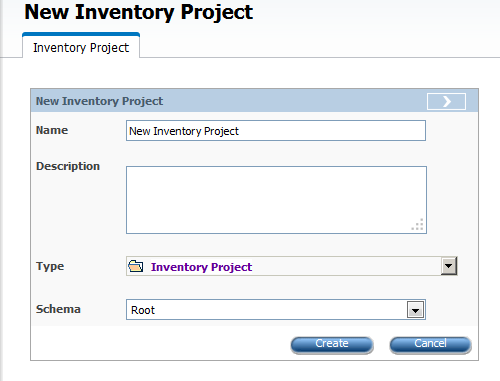 New Inventory Project
Inventory Project
New Inventory Project
Name New Inventory Project
Description
Type Inventory Project
Schema Root
Create Cancel